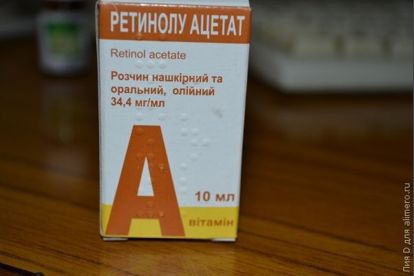 РЕТИНОЛУ АЦЕТАТ
Retinol acetate
Розчин нашкірний та
оральний, олійний
34,4 мг/мл
А
10 мл
вітамін
Лия D для alimero.ru